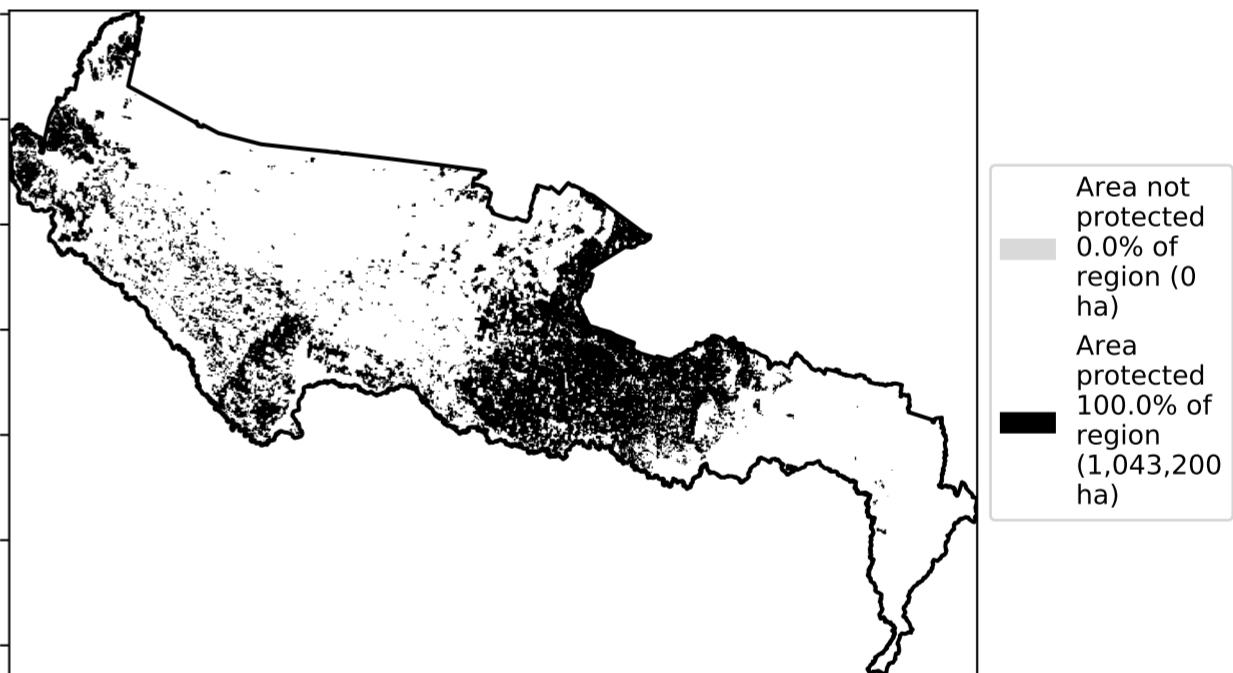 Area not
protected
0.0% of
region (0
ha)
Area
protected
100.0% of
region
(1,043,200
ha)